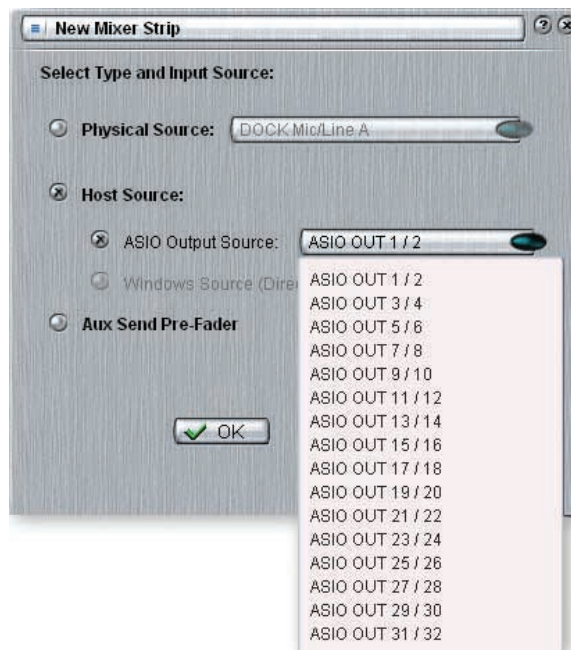 New Mixer Strip
Select Type and Input Source:
Physical Source: DOCK Mic/Line A
Host Source:
ASIO Output Source: ASIO OUT 1 / 2
Windows Source (Dire
Aux Send Pre-Fader
OK
ASIO OUT 1 / 2
ASIO OUT 3 / 4
ASIO OUT 5 / 6
ASIO OUT 7 / 8
ASIO OUT 9 / 10
ASIO OUT 11 / 12
ASIO OUT 13 / 14
ASIO OUT 15 / 16
ASIO OUT 17 / 18
ASIO OUT 19 / 20
ASIO OUT 21 / 22
ASIO OUT 23 / 24
ASIO OUT 25 / 26
ASIO OUT 27 / 28
ASIO OUT 29 / 30
ASIO OUT 31 / 32